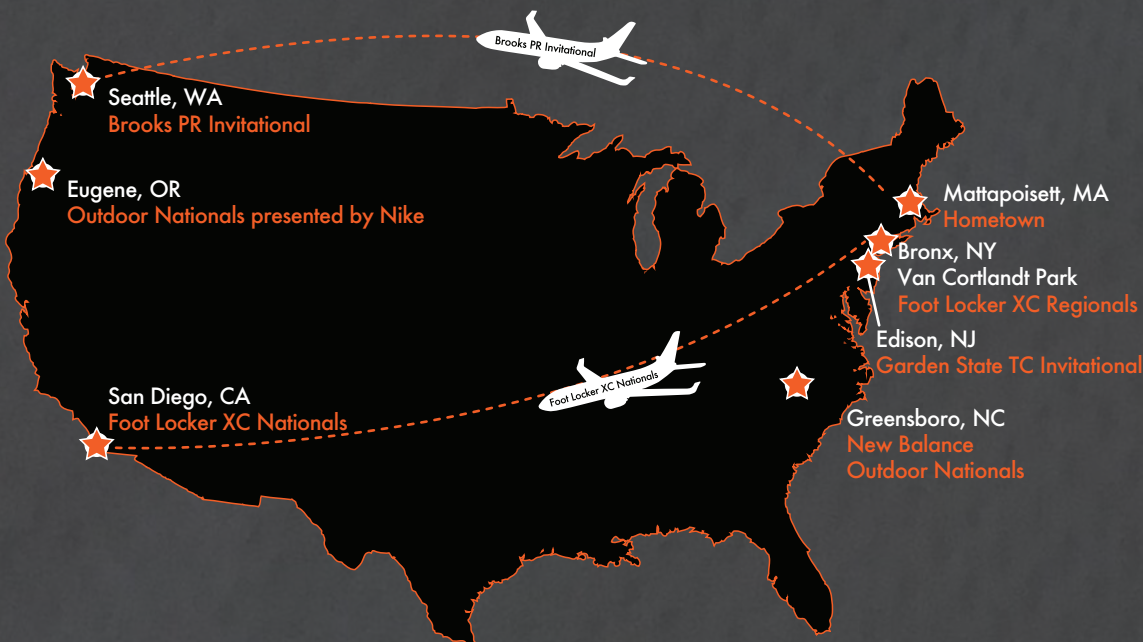 Brooks PR Invitational
Seattle, WA
Brooks PR Invitational
Eugene, OR
Outdoor Nationals presented by Nike
Mattapoisett, MA
Hometown
Bronx, NY
Van Cortlandt Park
Foot Locker XC Regionals
Edison, NJ
Garden State TC Invitational
Foot Locker XC Nationals
San Diego, CA
Foot Locker XC Nationals
Greensboro, NC
New Balance
Outdoor Nationals